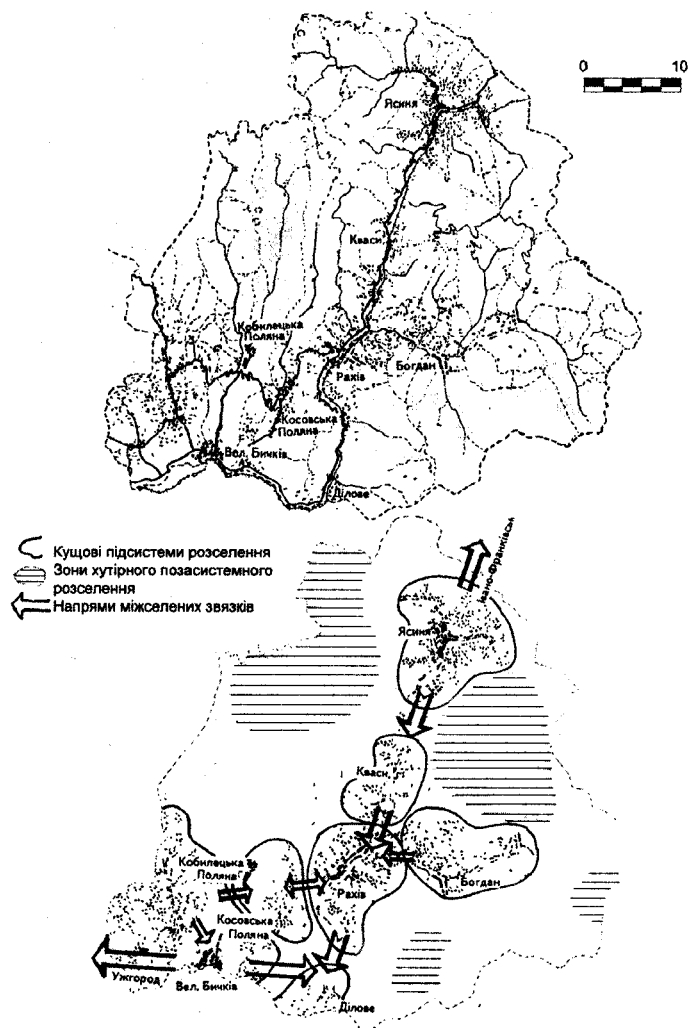 0 10
Ясиня
Кваси
Кобилецька
Поляна
Рахів
Богдан
Косовська
Поляна
Вел. Бичків
Ділове
Кущові підсистеми розселення
Зони хутірного позасистемного
розселення
Напрями міжселених звязків
Івано-Франківськ
Ясиня
Кваси
Кобилецька
Поляна
Рахів
Богдан
Косовська
Поляна
Ужгород
Вел. Бичків
Ділове